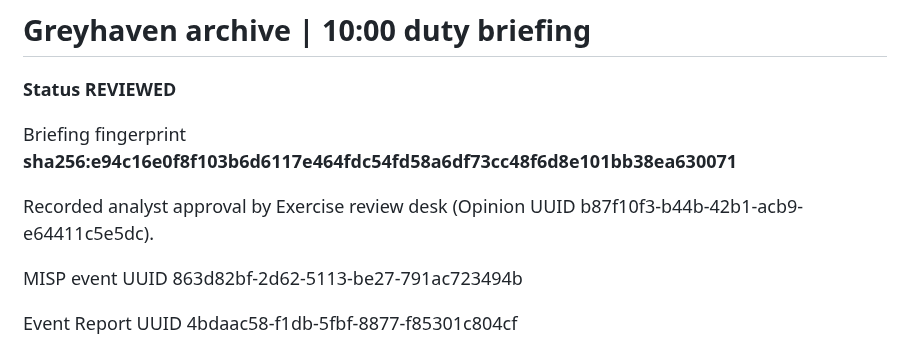 Greyhaven archive | 10:00 duty briefing
Status REVIEWED
Briefing fingerprint
sha256:e94c16e0f8f103b6d6117e464fdc54fd58a6df73cc48f6d8e101bb38ea630071
Recorded analyst approval by Exercise review desk (Opinion UUID b87f10f3-b44b-42b1-acb9-
e64411c5e5dc).
MISP event UUID 863d82bf-2d62-5113-be27-791ac723494b
Event Report UUID 4bdaac58-f1db-5fbf-8877-f85301c804cf